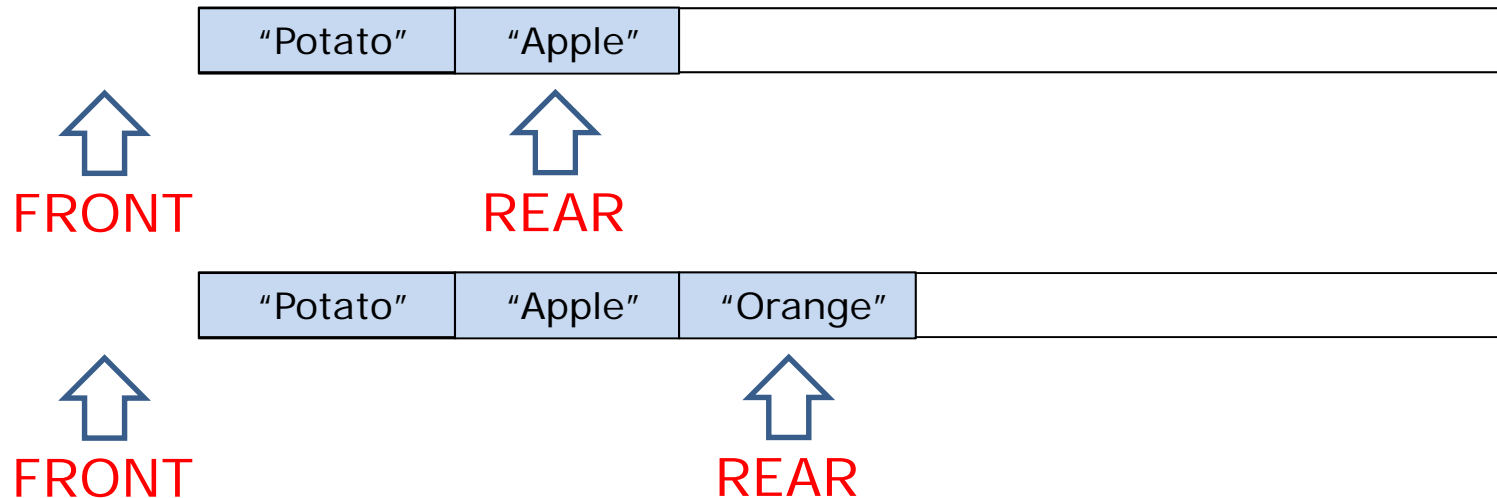 “Potato” “Apple”
FRONT REAR
“Potato” “Apple” “Orange”
FRONT REAR